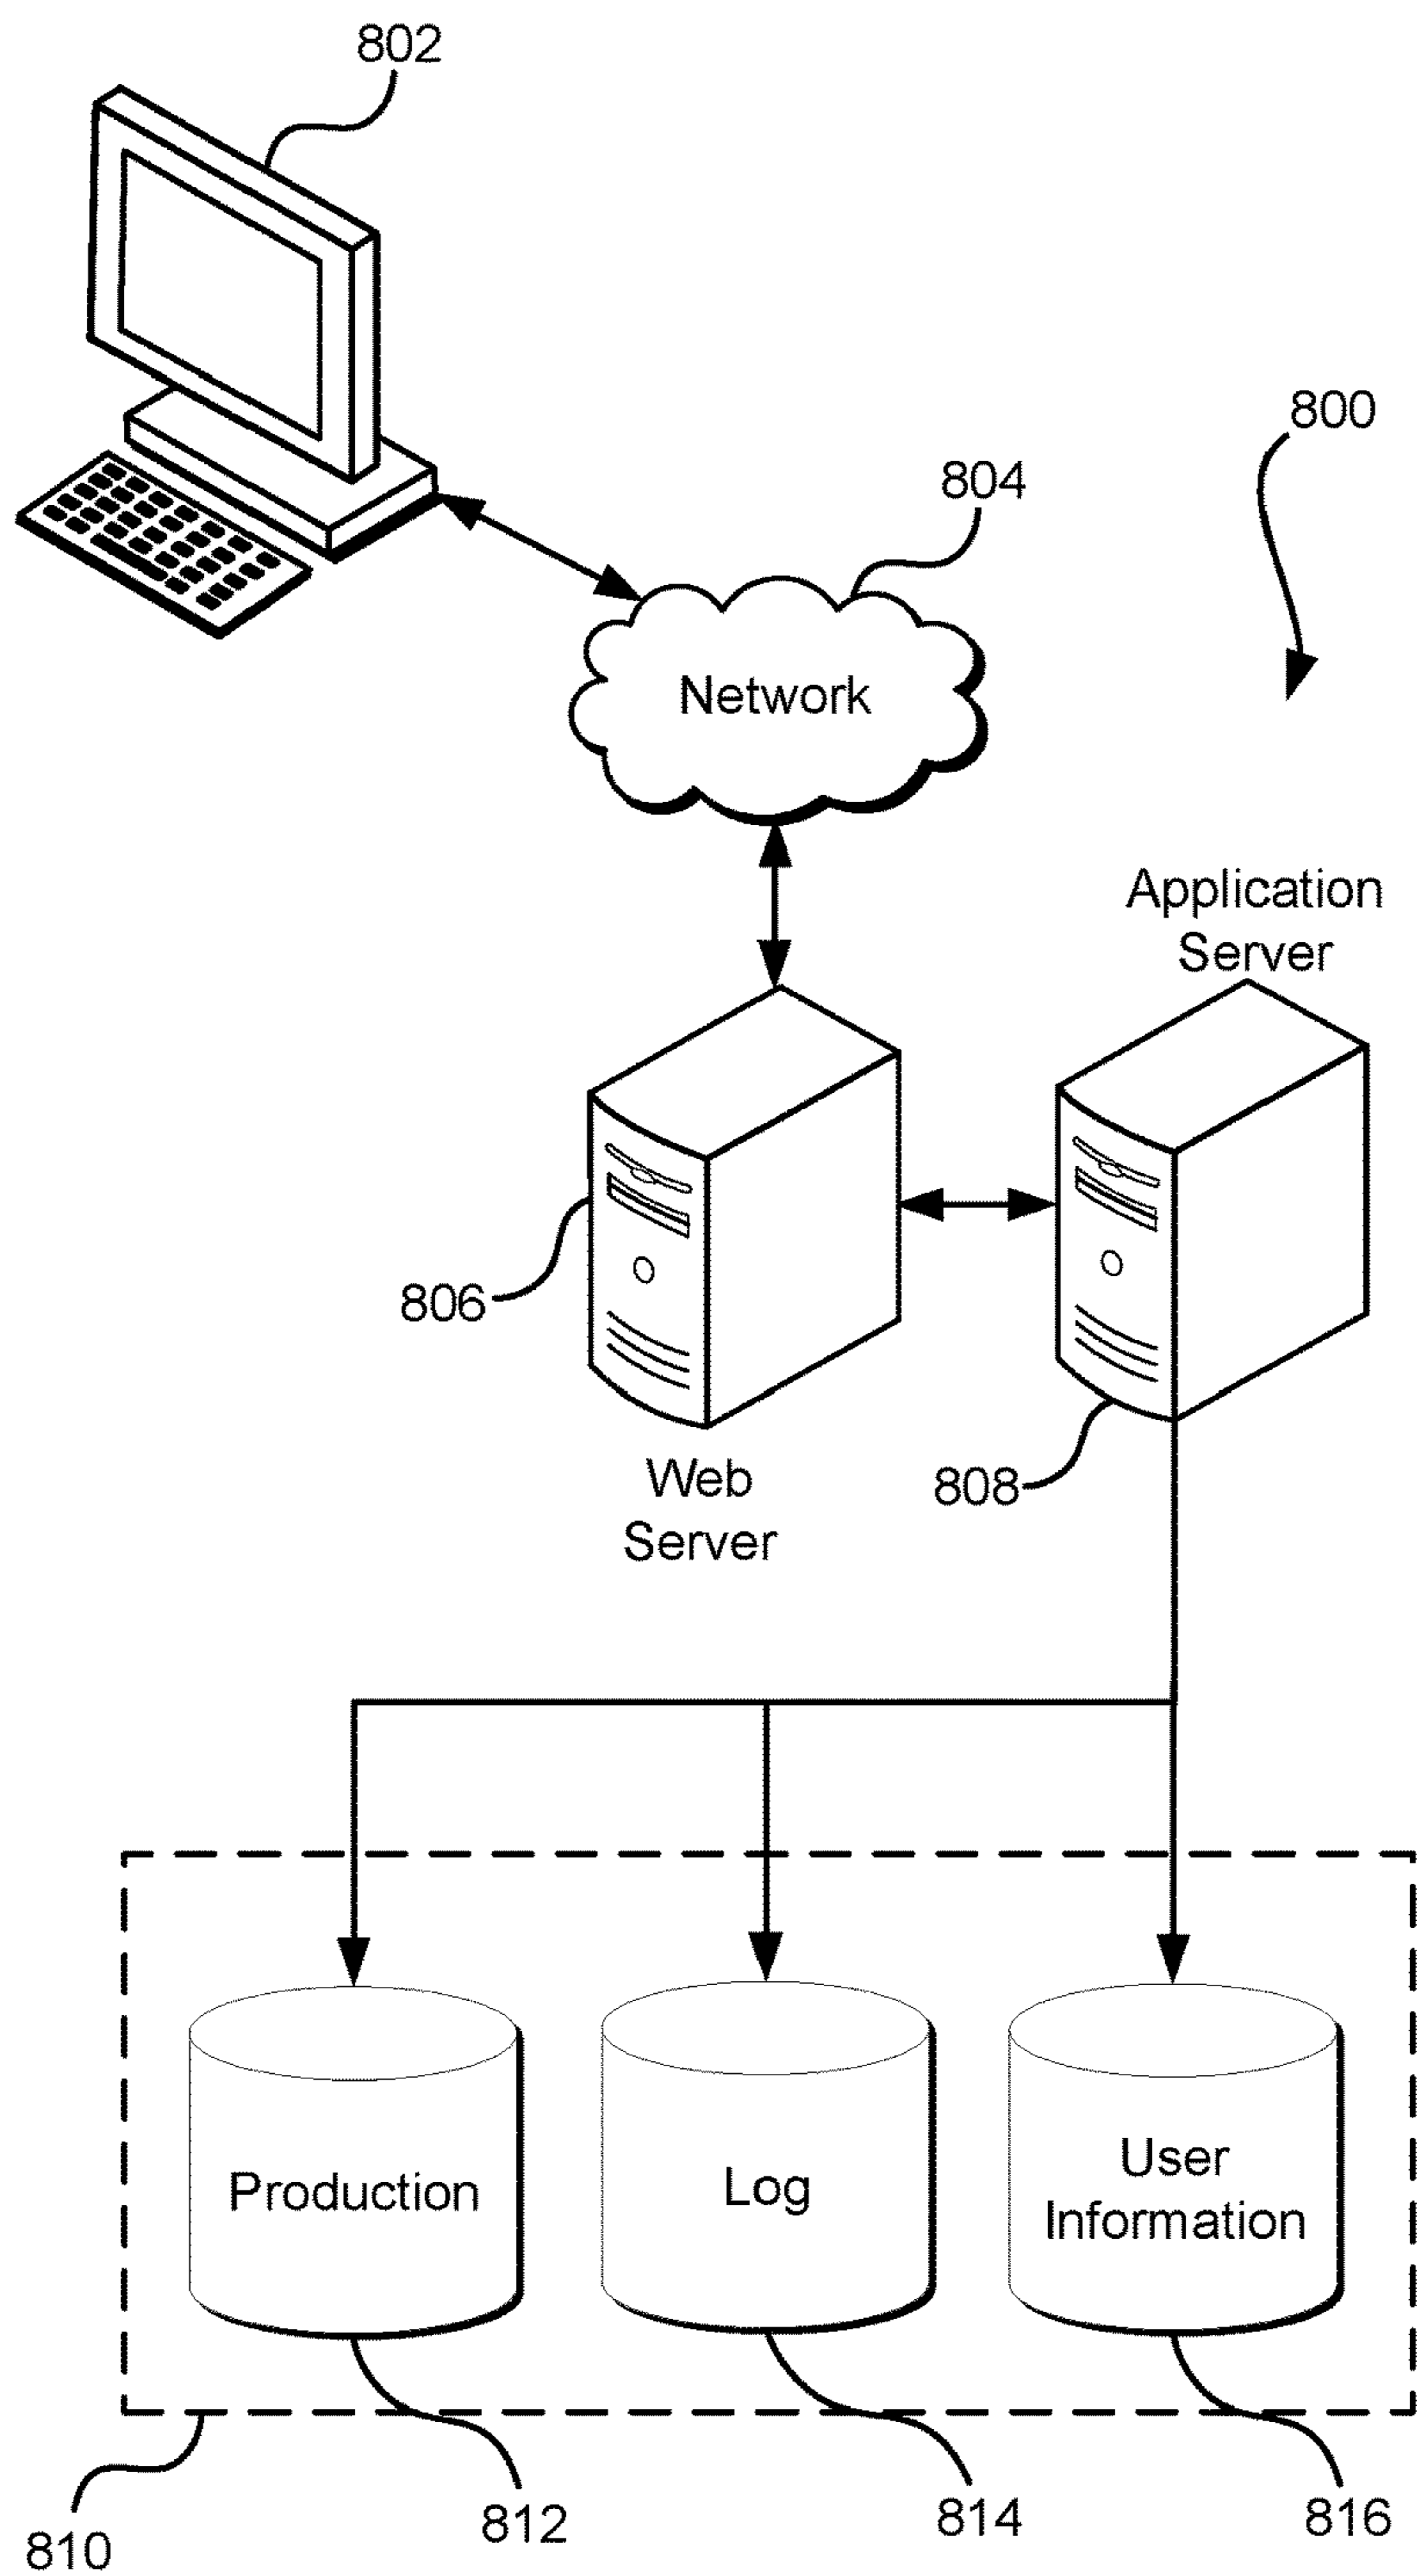 802
800
804
Network
Application
Server
806
Web
Server
808
Production
Log
User
Information
810
812
814
816